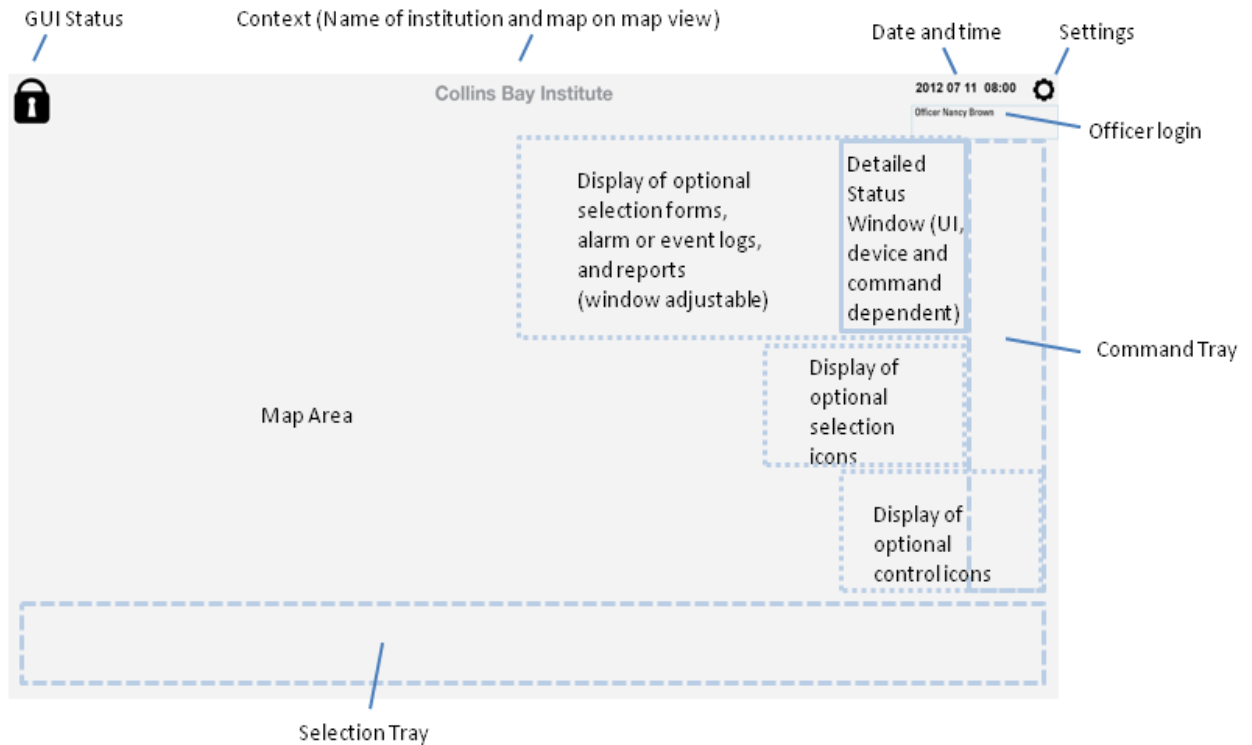 GUI Status
Context (Name of institution and map on map view)
Date and time
Settings
Collins Bay Institute
2012 07 11 08:00
Officer Nancy Brown
Officer login
Display of optional
selection forms,
alarm or event logs,
and reports
(window adjustable)
Detailed
Status
Window (UI,
device and
command
dependent)
Command Tray
Display of
optional
selection
icons
Map Area
Display of
optional
control icons
Selection Tray